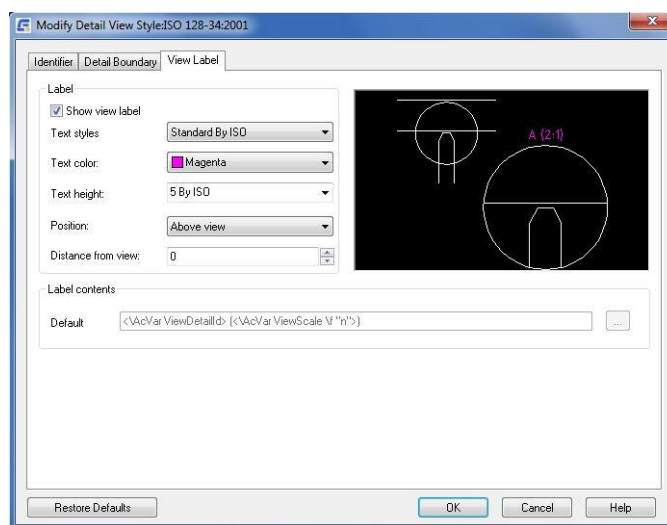 Modify Detail View Style:ISO 128-34:2001
Identifier Detail Boundary View Label
Label
Show view label
Text styles Standard By ISO
Text color: Magenta
Text height: 5 By ISO
Position: Above view
Distance from view: 0
A (2:1)
Label contents
Default <\AcVar ViewDetailId> (<\AcVar ViewScale \f "n">)
...
Restore Defaults OK Cancel Help